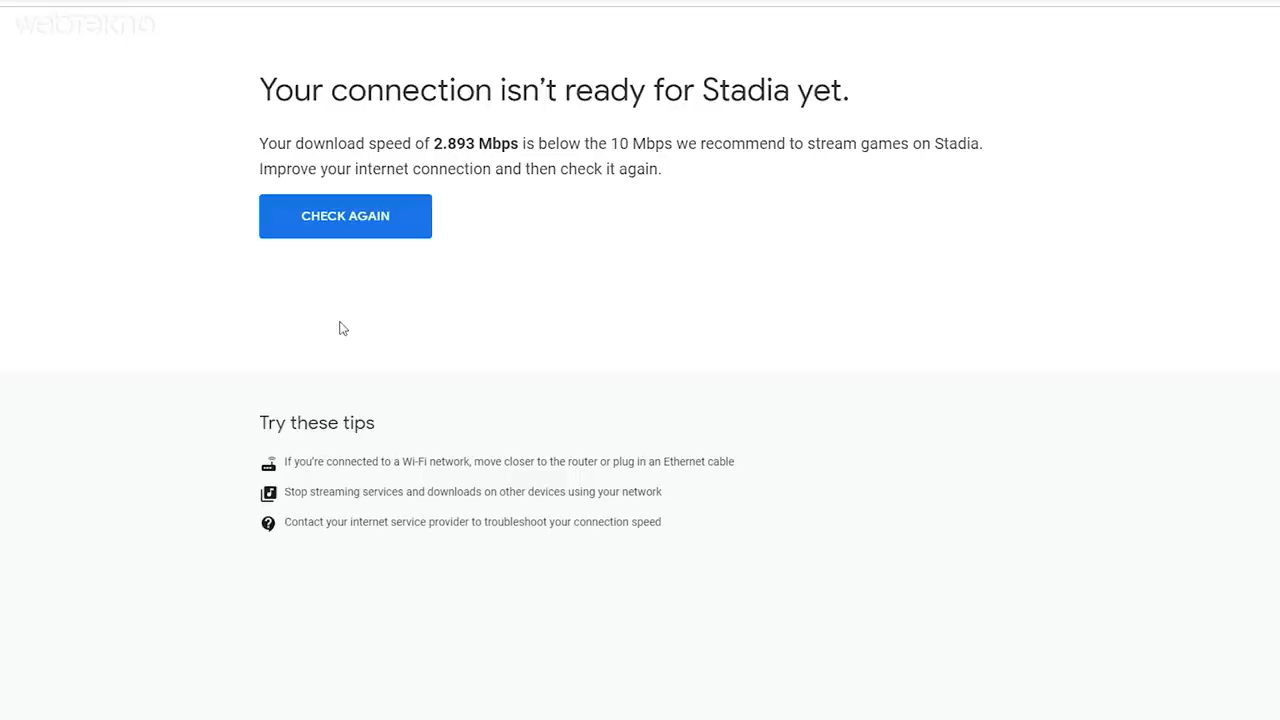 webtekno
Your connection isn’t ready for Stadia yet.
Your download speed of 2.893 Mbps is below the 10 Mbps we recommend to stream games on Stadia.
Improve your internet connection and then check it again.
CHECK AGAIN
Try these tips
If you’re connected to a Wi-Fi network, move closer to the router or plug in an Ethernet cable
Stop streaming services and downloads on other devices using your network
Contact your internet service provider to troubleshoot your connection speed